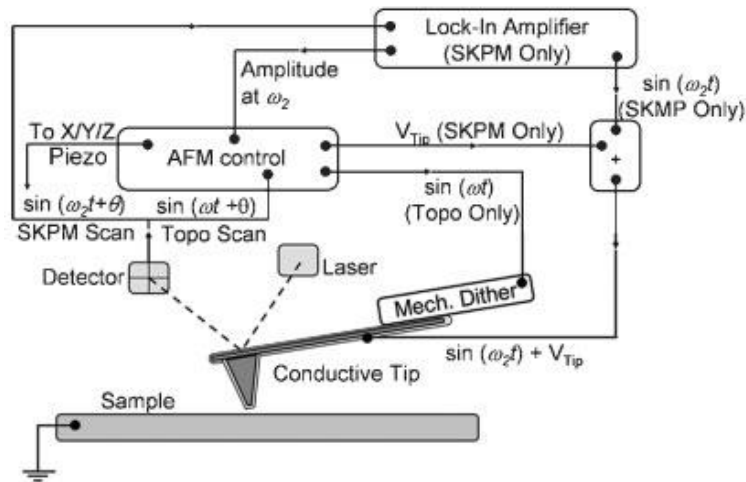 Lock-In Amplifier
(SKPM Only)
Amplitude
at ω₂
sin (ω₂t)
(SKMP Only)
To X/Y/Z
Piezo
AFM control
V_Tip (SKPM Only)
+
sin (ωt)
(Topo Only)
sin (ω₂t+θ)
SKPM Scan
sin (ωt +θ)
Topo Scan
Detector
Laser
Mech. Dither
sin (ω₂t) + V_Tip
Conductive Tip
Sample